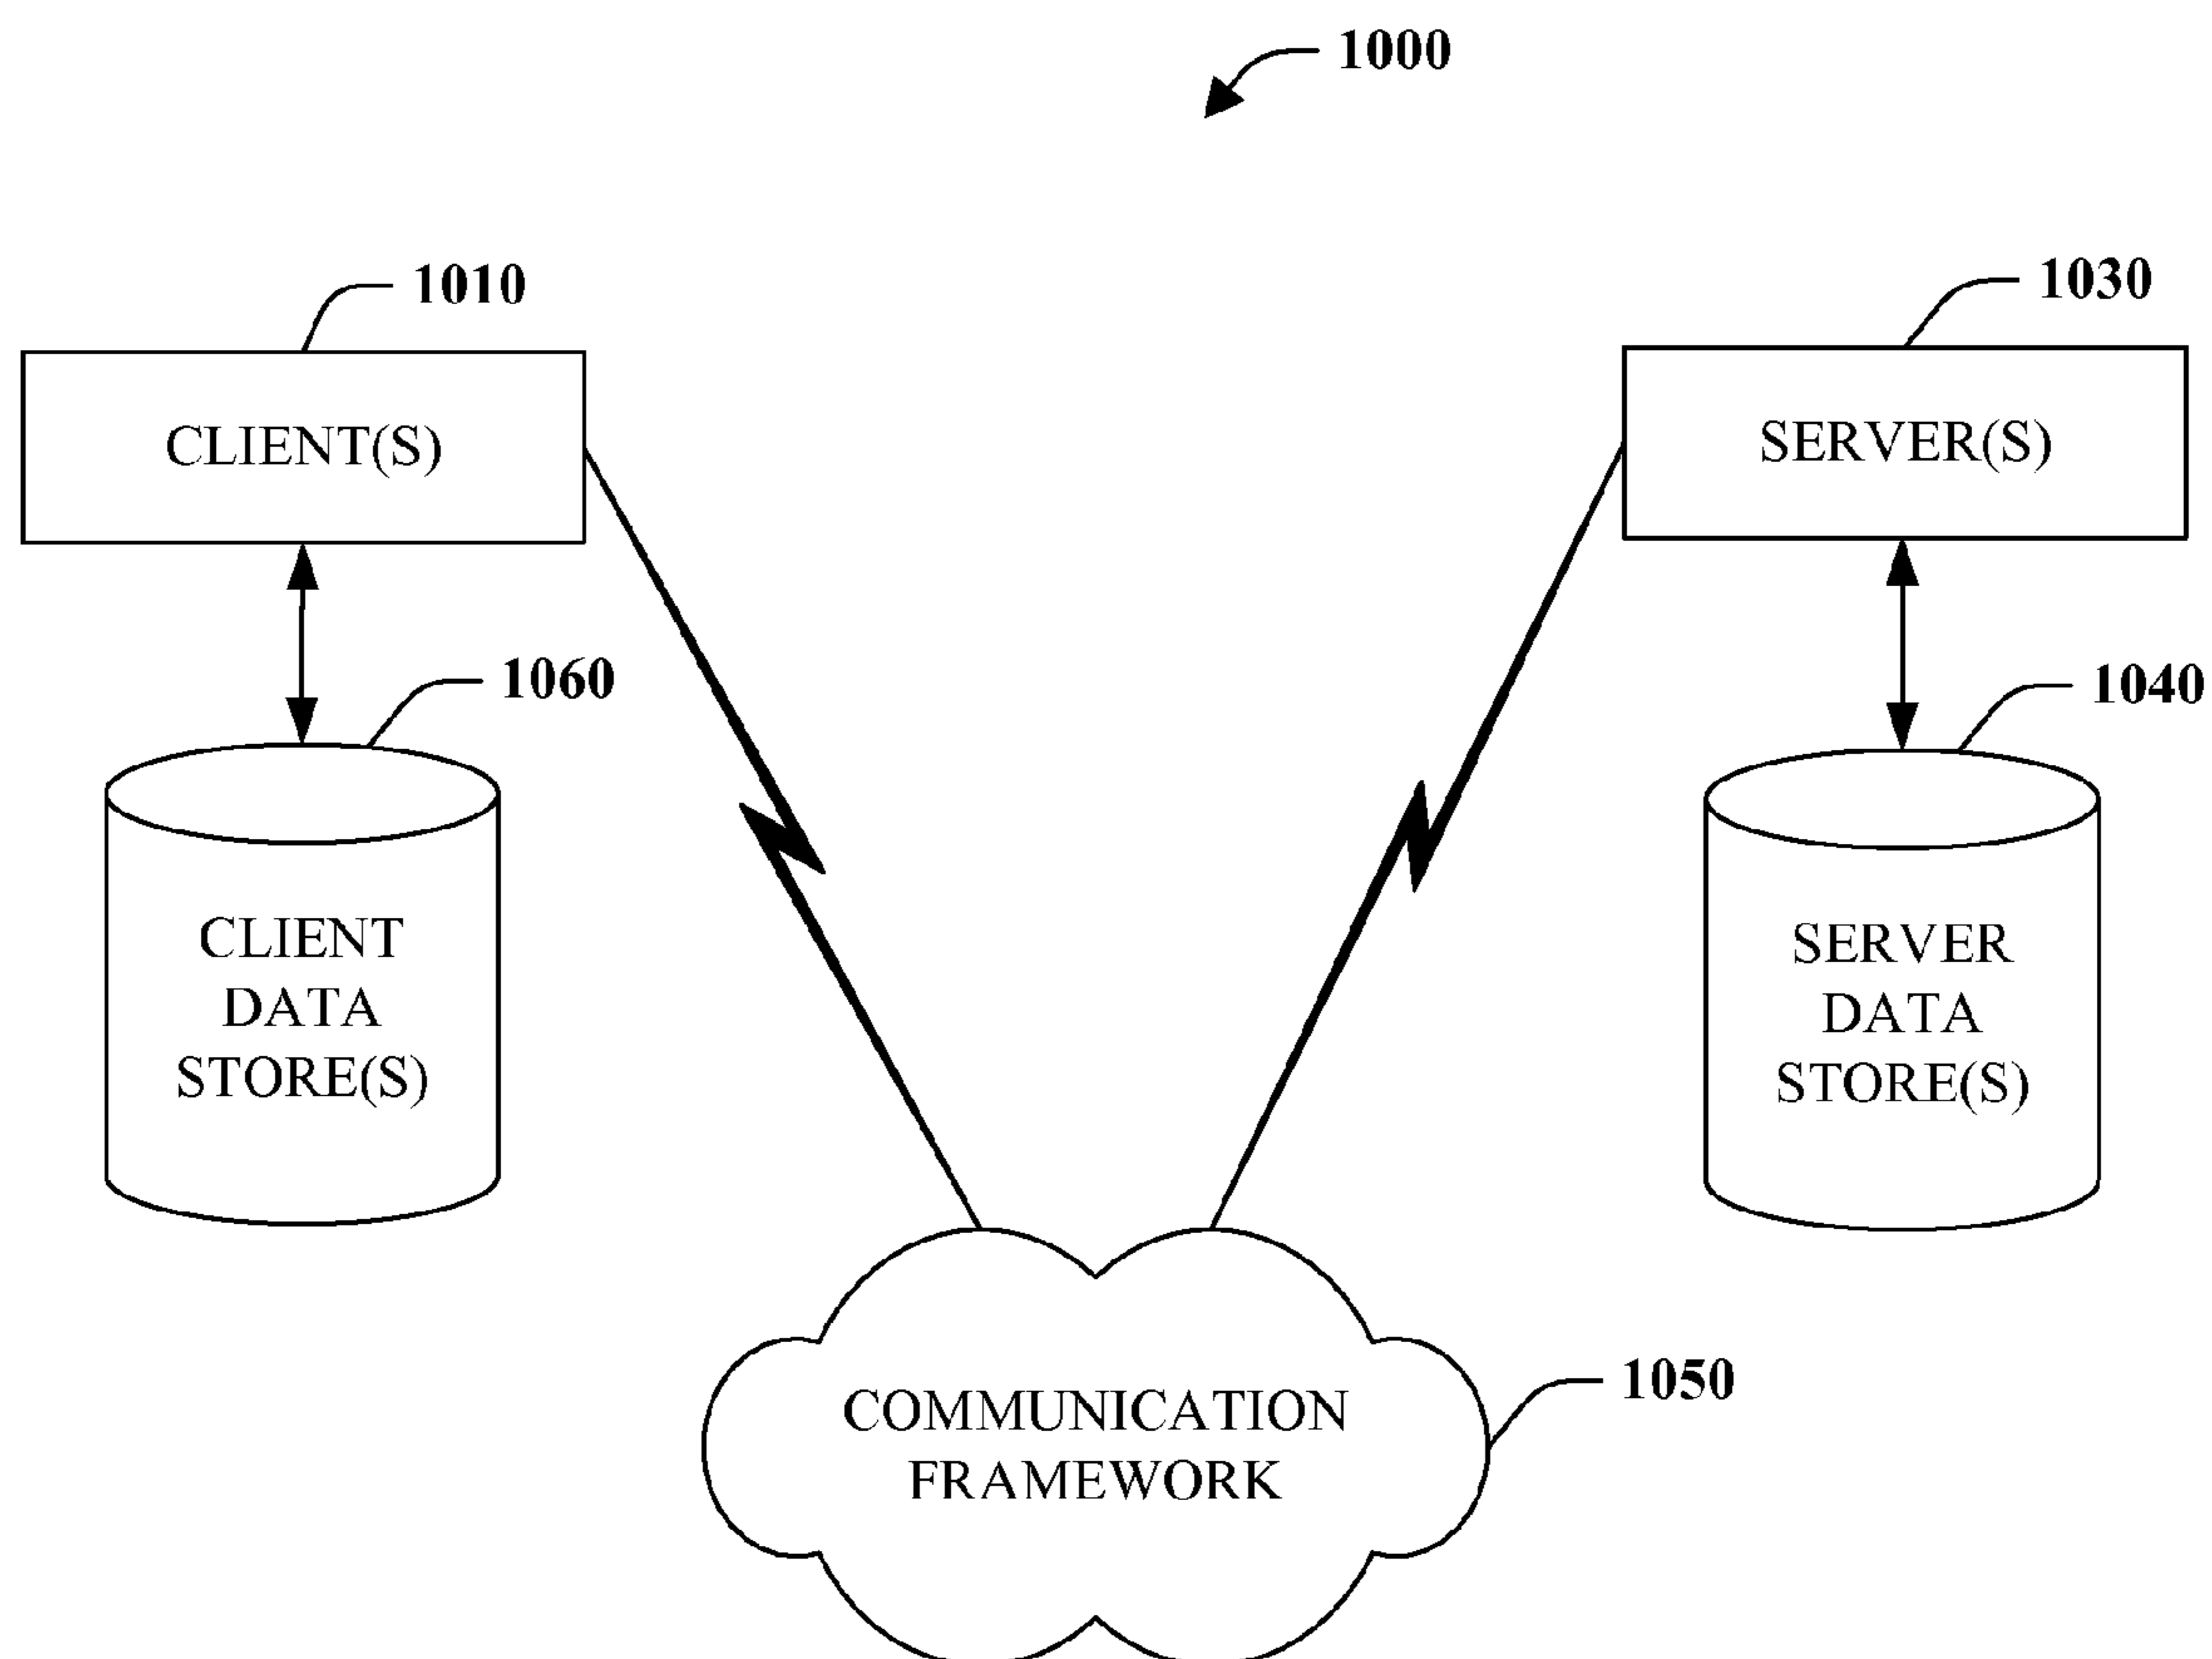 1000
1010
1030
CLIENT(S)
SERVER(S)
1060
1040
CLIENT
DATA
STORE(S)
SERVER
DATA
STORE(S)
1050
COMMUNICATION
FRAMEWORK